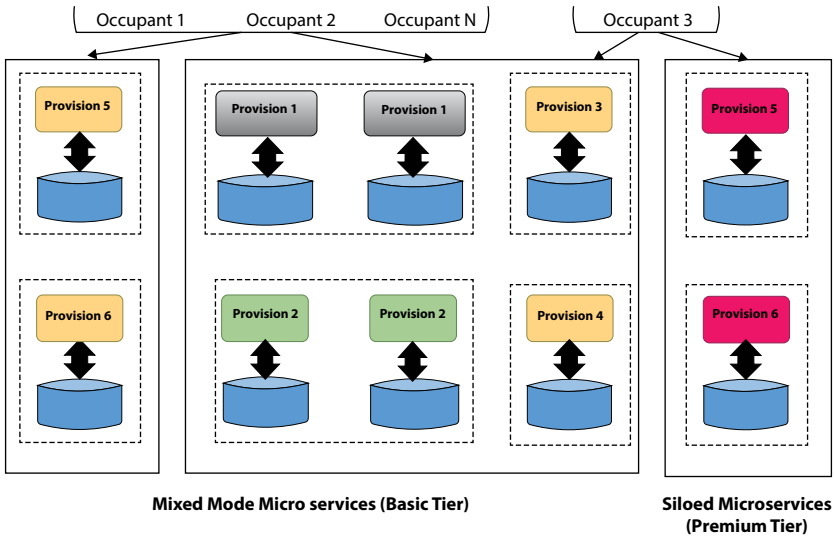 Occupant 1 Occupant 2 Occupant N Occupant 3
Provision 5 Provision 1 Provision 1 Provision 3 Provision 5
Provision 6 Provision 2 Provision 2 Provision 4 Provision 6
Mixed Mode Micro services (Basic Tier)
Siloed Microservices
(Premium Tier)